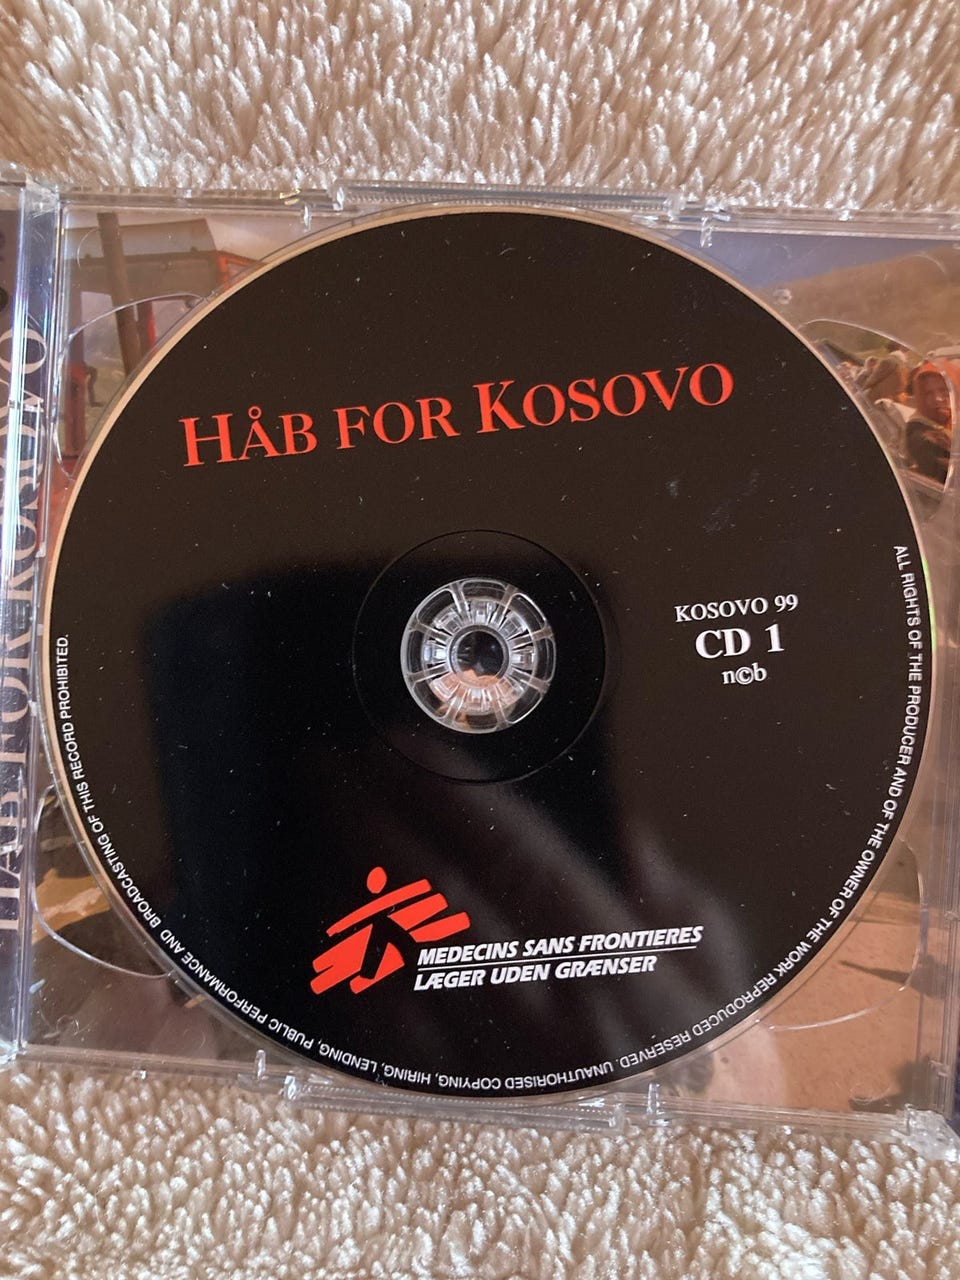 HÅB FOR KOSOVO
KOSOVO 99
CD 1
n©b
MEDECINS SANS FRONTIERES
LÆGER UDEN GRÆNSER
ALL RIGHTS OF THE PRODUCER AND OF THE OWNER OF THE WORK REPRODUCED RESERVED. UNAUTHORISED COPYING, HIRING, LENDING, PUBLIC PERFORMANCE AND BROADCASTING OF THIS RECORD PROHIBITED.
HÅB FOR KOSOVO